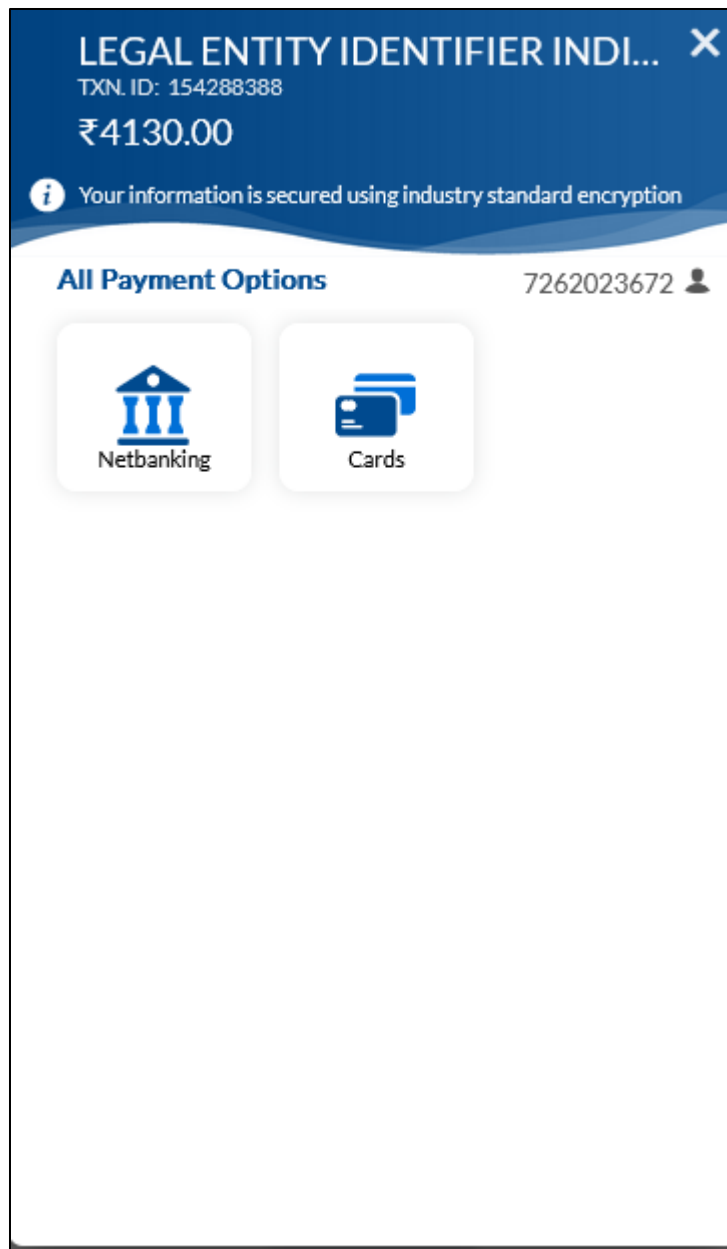 LEGAL ENTITY IDENTIFIER INDI...
TXN. ID: 154288388
₹4130.00
i Your information is secured using industry standard encryption
All Payment Options 7262023672
Netbanking Cards